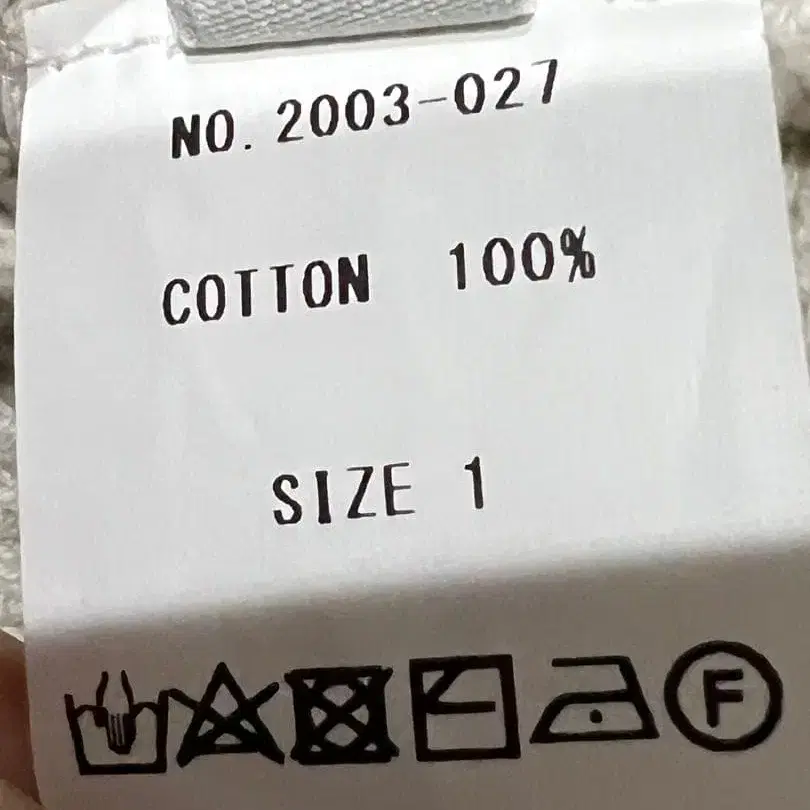 NO. 2003-027
COTTON 100%
SIZE 1
F